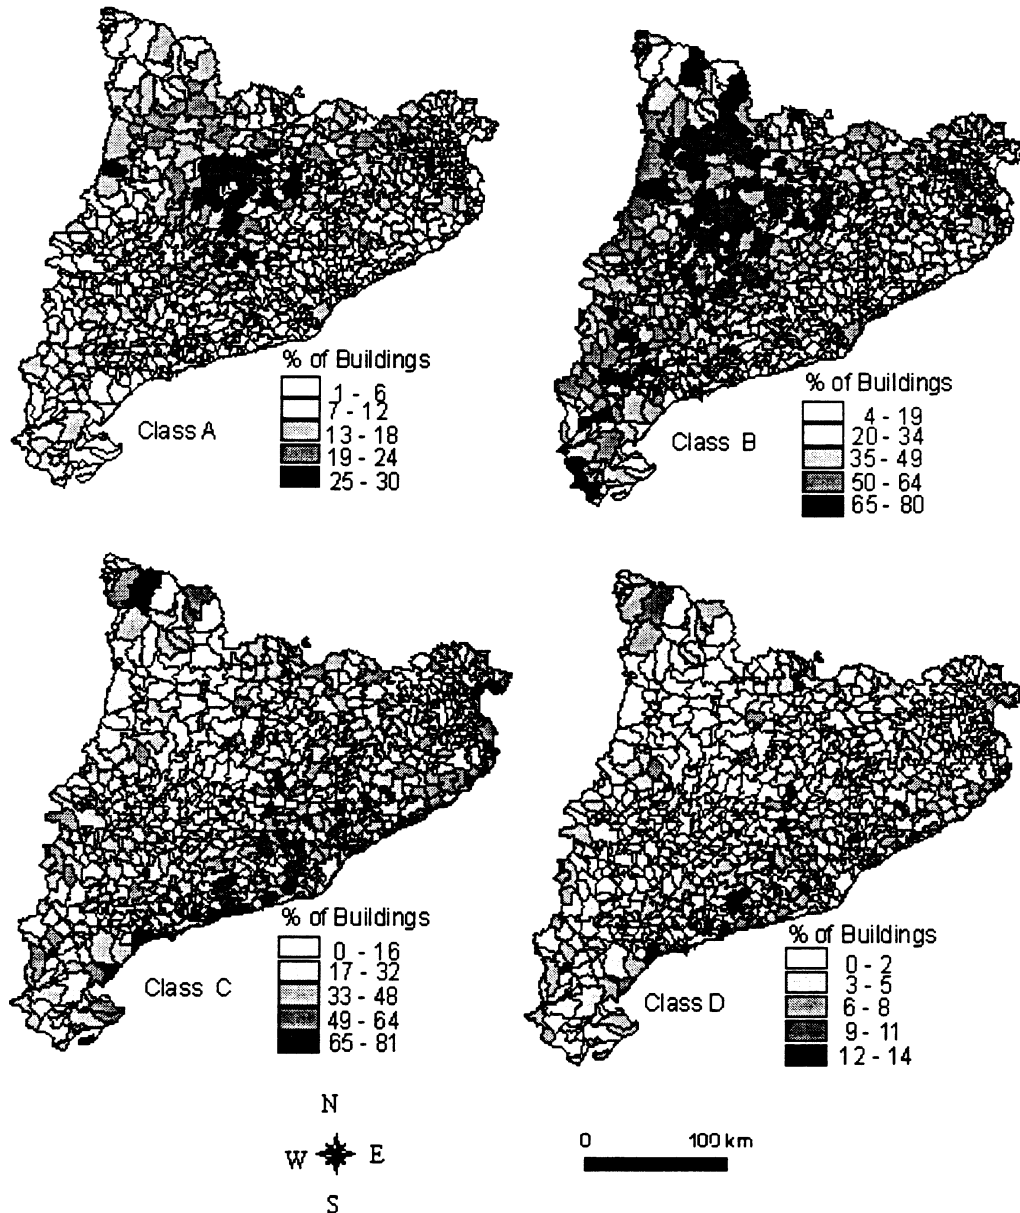 % of Buildings
1 - 6
7 - 12
13 - 18
19 - 24
25 - 30
Class A
% of Buildings
4 - 19
20 - 34
35 - 49
50 - 64
65 - 80
Class B
% of Buildings
0 - 16
17 - 32
33 - 48
49 - 64
65 - 81
Class C
% of Buildings
0 - 2
3 - 5
6 - 8
9 - 11
12 - 14
Class D
N
W E
S
0 100 km